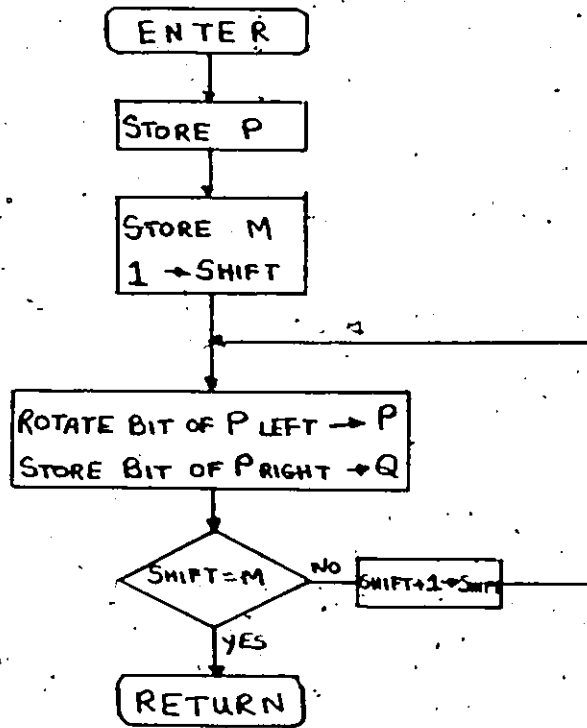 ENTER
STORE P
STORE M
1 → SHIFT
ROTATE BIT OF P LEFT → P
STORE BIT OF P RIGHT → Q
SHIFT=M
NO
SHIFT+1→SHIFT
YES
RETURN